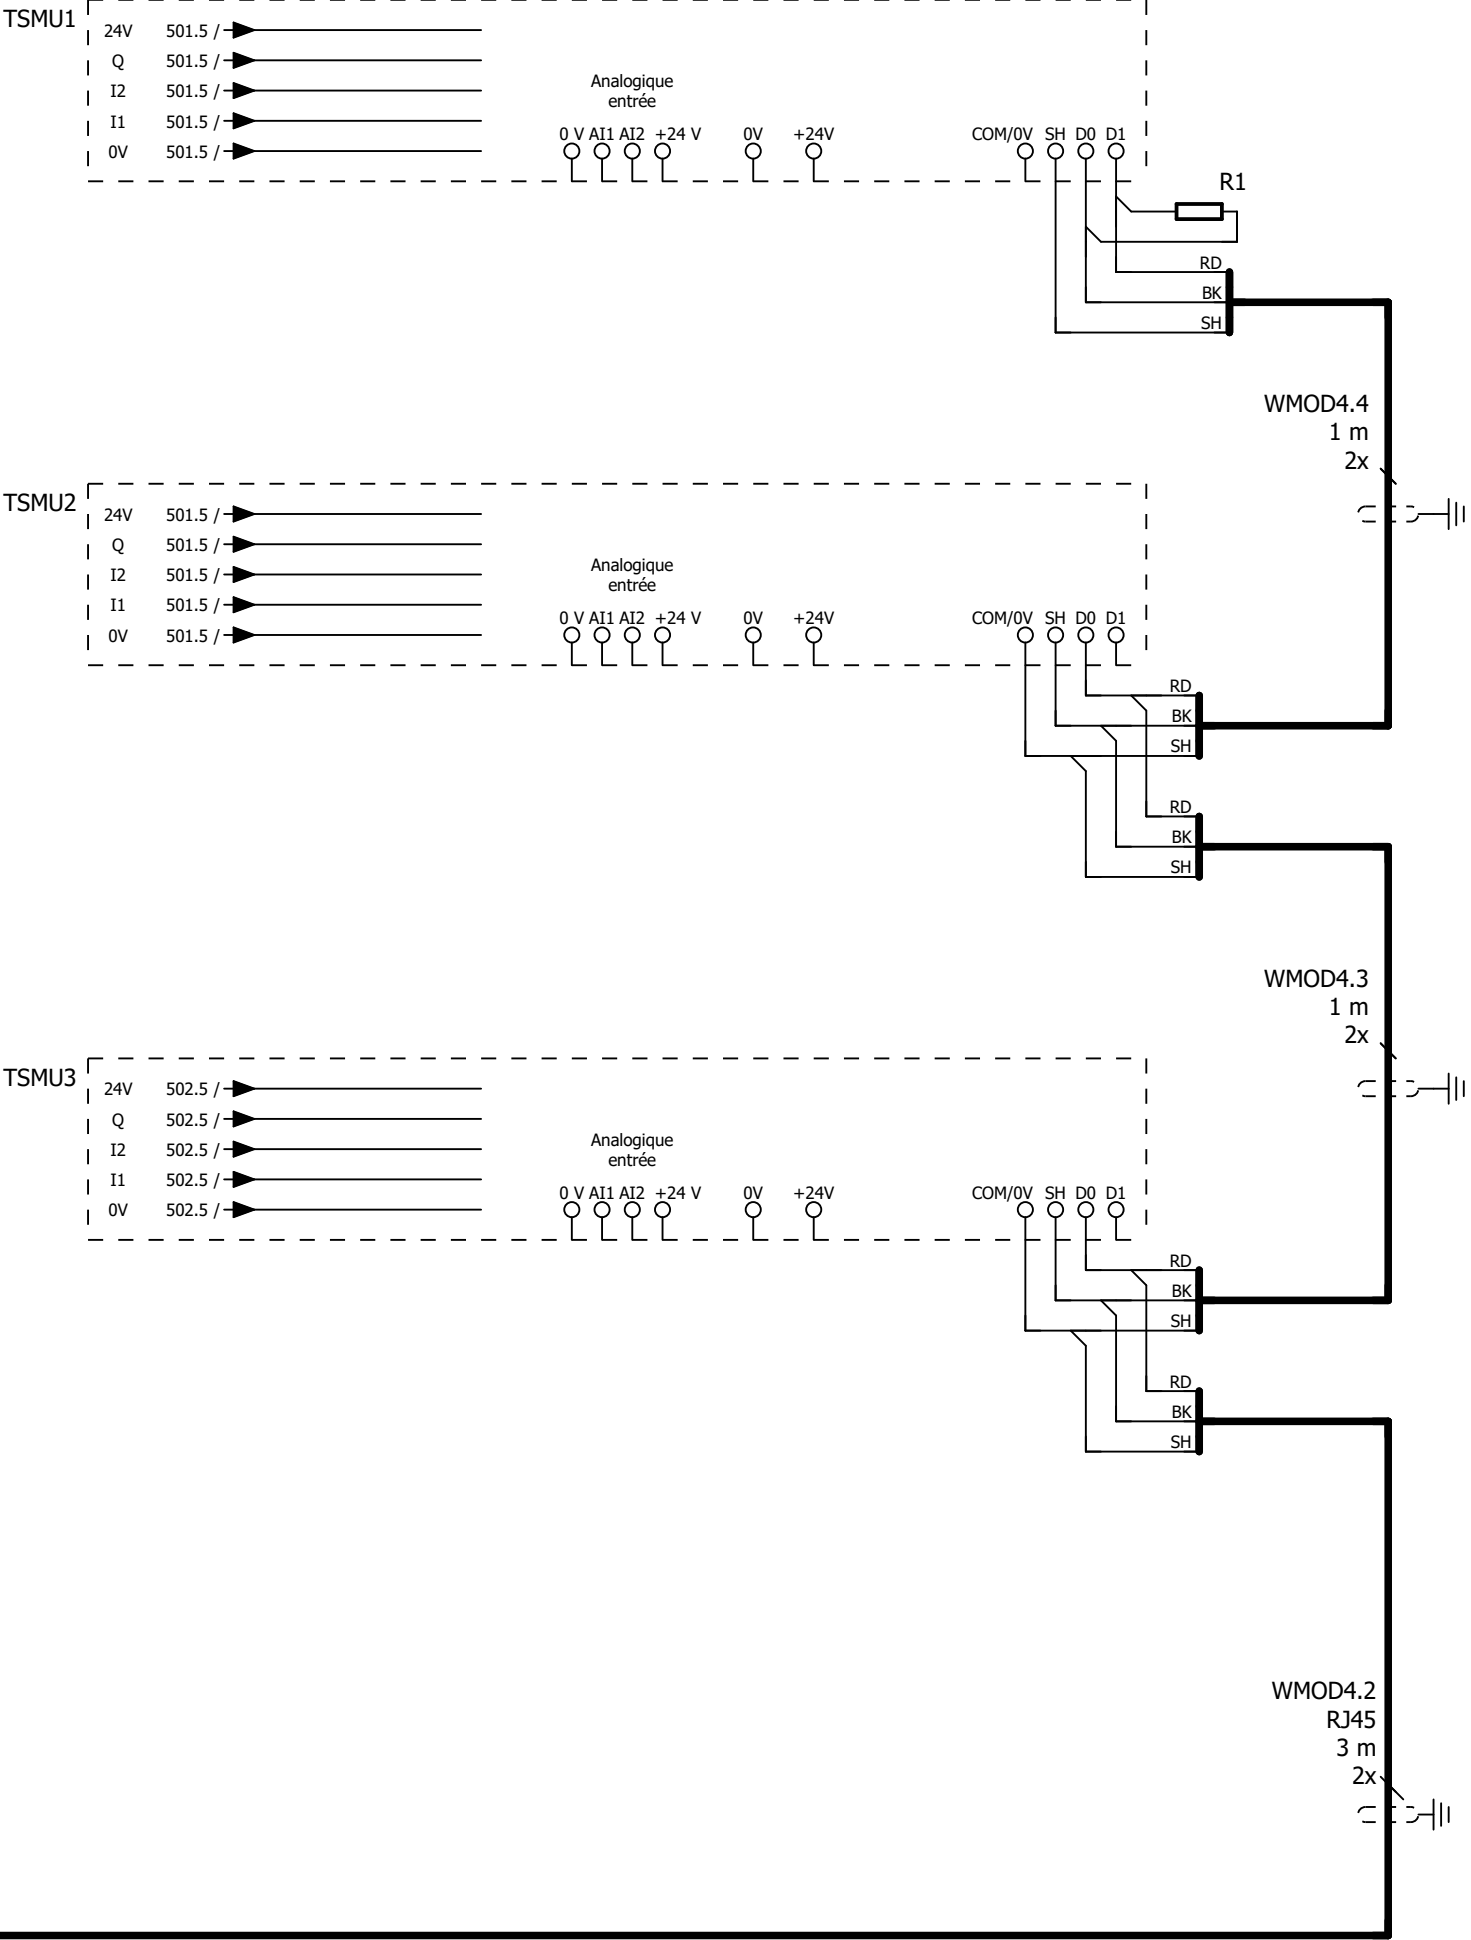 TSMU1
24V 501.5 /
Q 501.5 /
I2 501.5 /
I1 501.5 /
0V 501.5 /
Analogique
entrée
0 V AI1 AI2 +24 V 0V +24V COM/0V SH D0 D1
R1
RD
BK
SH
WMOD4.4
1 m
2x
TSMU2
24V 501.5 /
Q 501.5 /
I2 501.5 /
I1 501.5 /
0V 501.5 /
Analogique
entrée
0 V AI1 AI2 +24 V 0V +24V COM/0V SH D0 D1
RD
BK
SH
RD
BK
SH
WMOD4.3
1 m
2x
TSMU3
24V 502.5 /
Q 502.5 /
I2 502.5 /
I1 502.5 /
0V 502.5 /
Analogique
entrée
0 V AI1 AI2 +24 V 0V +24V COM/0V SH D0 D1
RD
BK
SH
RD
BK
SH
WMOD4.2
RJ45
3 m
2x